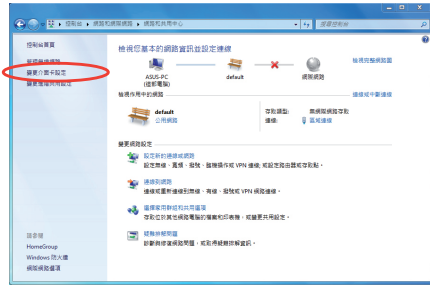 控制台 ▸ 網路和網際網路 ▸ 網路和共用中心
搜尋控制台
控制台首頁
管理無線網路
變更介面卡設定
變更進階共用設定
檢視您基本的網路資訊並設定連線
檢視完整網路圖
ASUS-PC
(這部電腦)
default
網際網路
檢視作用中的網路
連線或中斷連線
default
公用網路
存取類型:
無網際網路存取
連線:
區域連線
變更網路設定
設定新的連線或網路
設定無線、寬頻、撥號、臨機操作或 VPN 連線; 或設定路由器或存取點。
連線到網路
連線或重新連線到無線、有線、撥號或 VPN 網路連線。
選擇家用群組和共用選項
存取位於其他網路電腦的檔案和印表機，或變更共用設定。
疑難排解問題
診斷與修復網路問題，或取得疑難排解資訊。
請參閱
HomeGroup
Windows 防火牆
網際網路選項